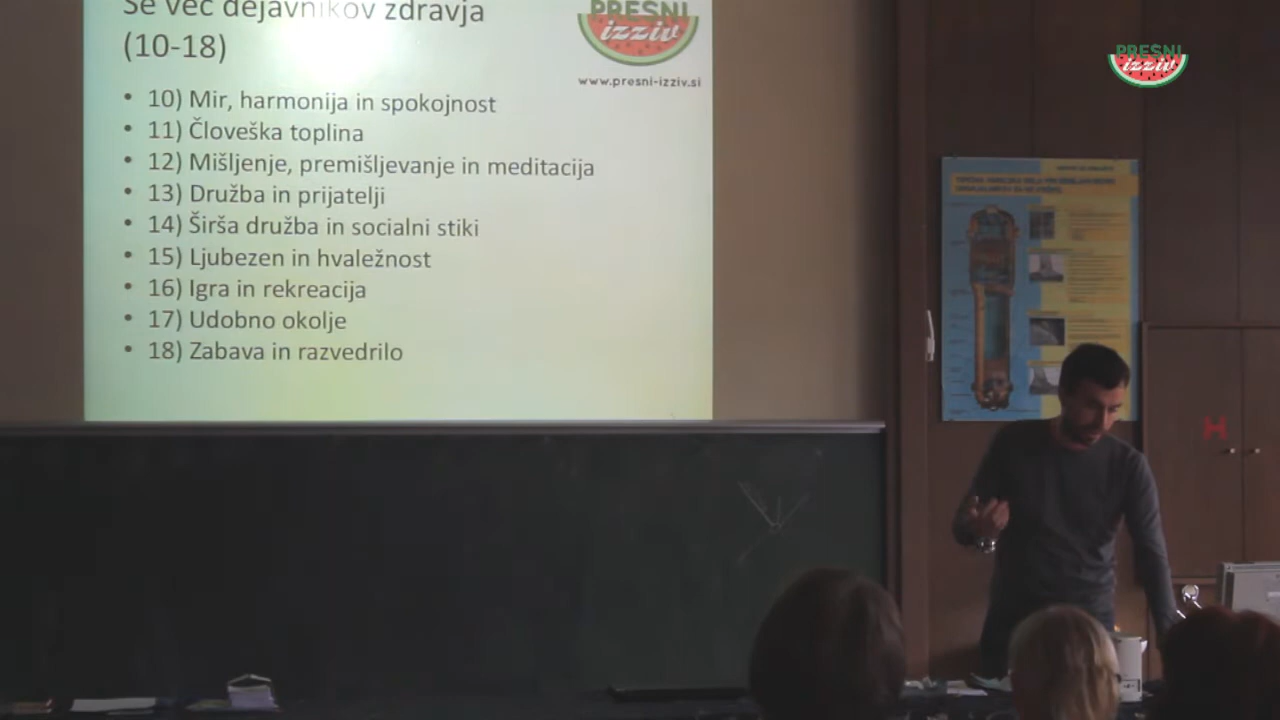 Še več dejavnikov zdravja
(10-18)
PRESNI
izziv
www.presni-izziv.si
• 10) Mir, harmonija in spokojnost
• 11) Človeška toplina
• 12) Mišljenje, premišljevanje in meditacija
• 13) Družba in prijatelji
• 14) Širša družba in socialni stiki
• 15) Ljubezen in hvaležnost
• 16) Igra in rekreacija
• 17) Udobno okolje
• 18) Zabava in razvedrilo
PRESNI
izziv
H